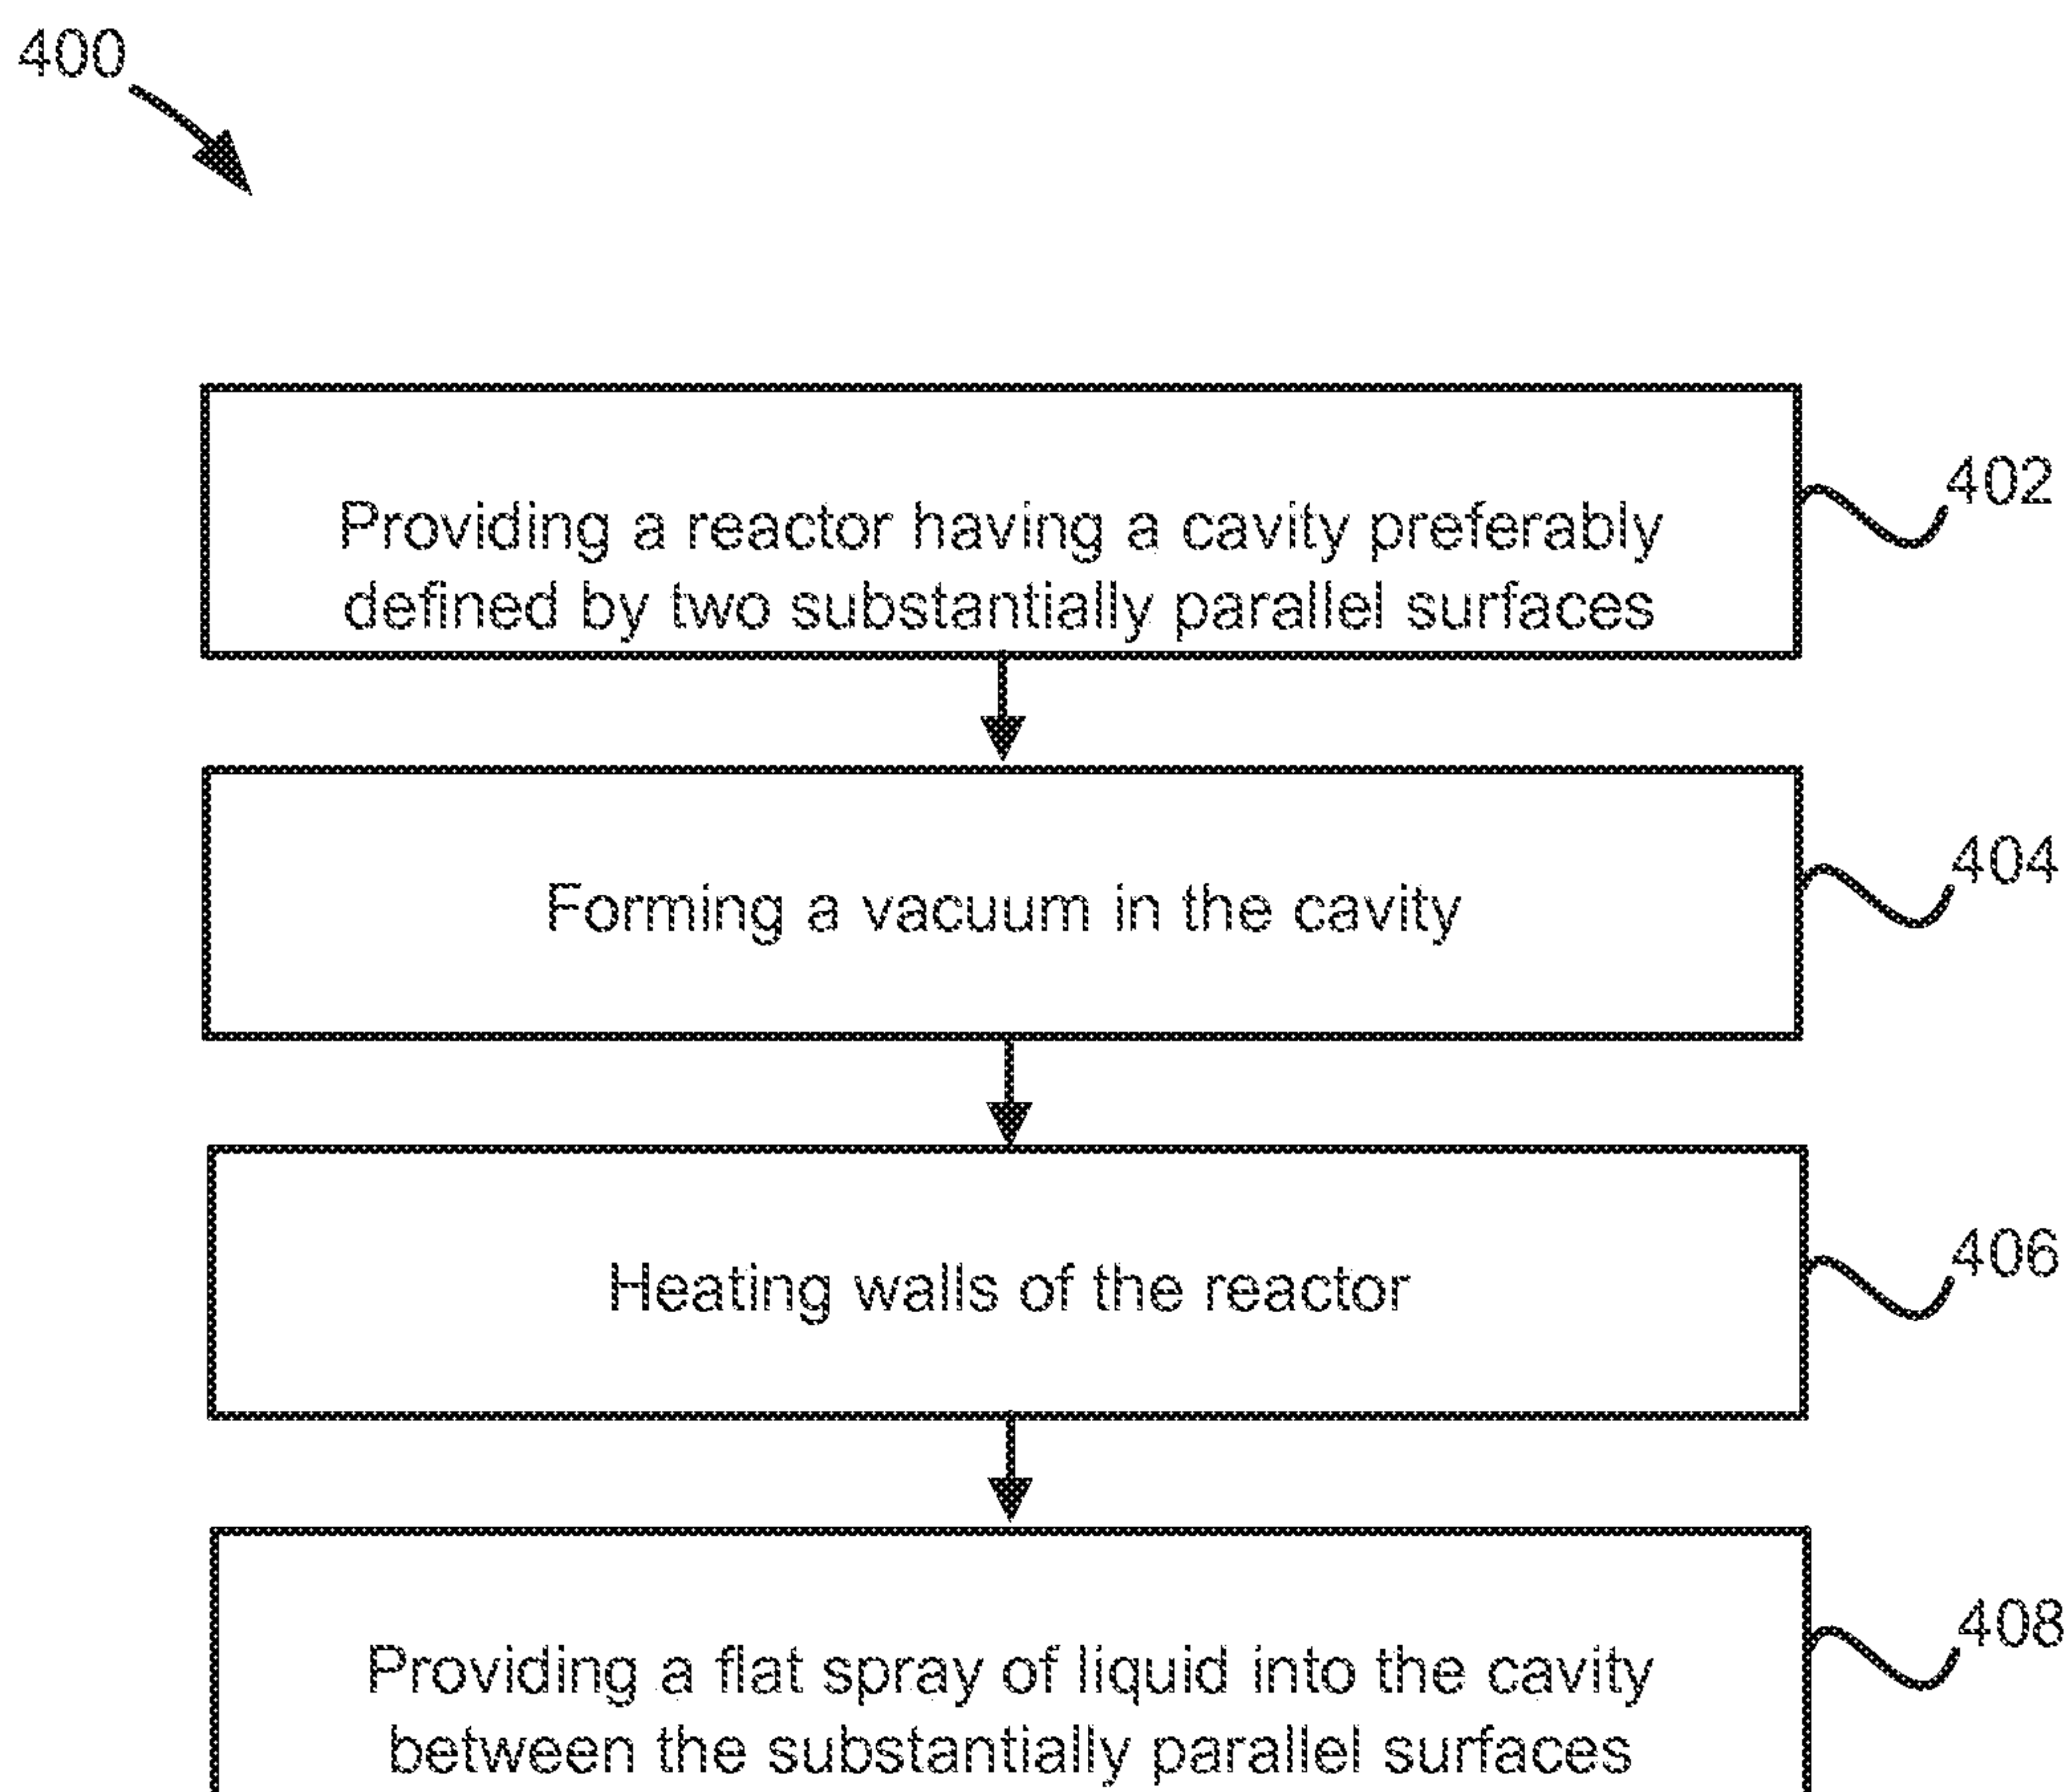 400
402
Providing a reactor having a cavity preferably
defined by two substantially parallel surfaces
404
Forming a vacuum in the cavity
406
Heating walls of the reactor
408
Providing a flat spray of liquid into the cavity
between the substantially parallel surfaces